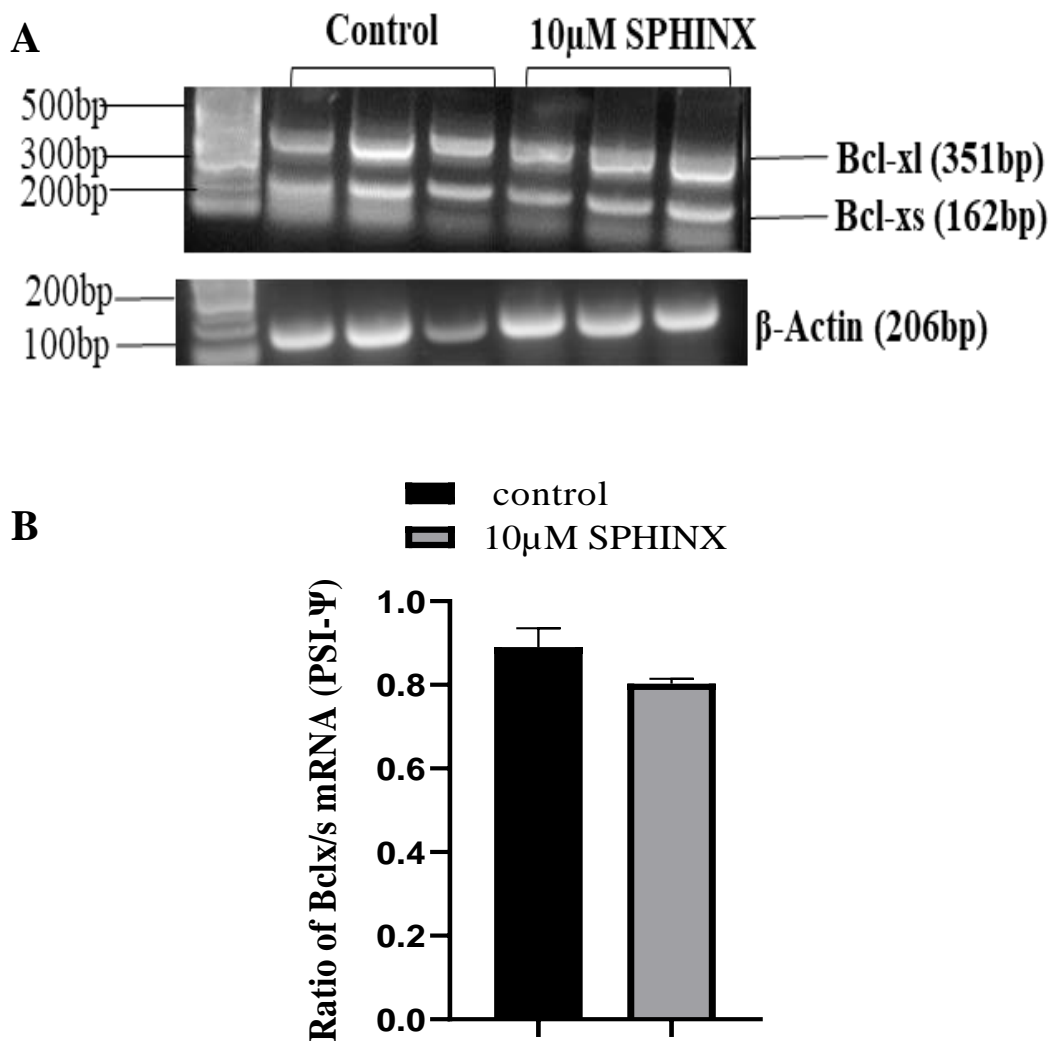 A
Control
10µM SPHINX
500bp
300bp
200bp
Bcl-xl (351bp)
Bcl-xs (162bp)
200bp
100bp
β-Actin (206bp)
B
control
10µM SPHINX
Ratio of Bclx/s mRNA (PSI-Ψ)
1.0
0.8
0.6
0.4
0.2
0.0